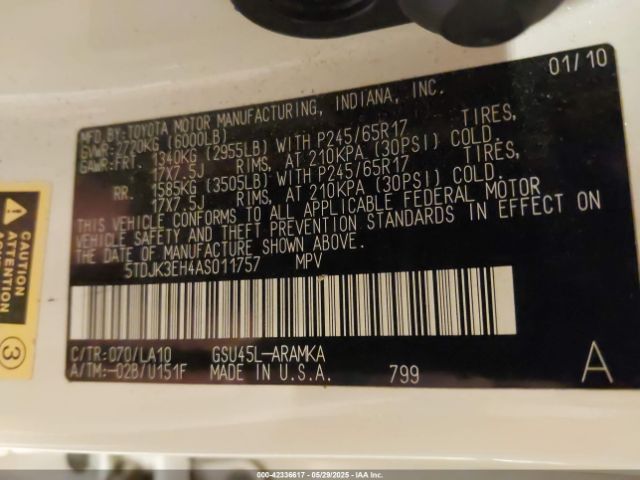 01/10
MFD.BY:TOYOTA MOTOR MANUFACTURING, INDIANA, INC.
GVWR:2720KG (6000LB)
GAWR:FRT. 1340KG (2955LB) WITH P245/65R17 TIRES,
17X7.5J RIMS, AT 210KPA (30PSI) COLD.
RR. 1585KG (3505LB) WITH P245/65R17 TIRES,
17X7.5J RIMS, AT 210KPA (30PSI) COLD.
THIS VEHICLE CONFORMS TO ALL APPLICABLE FEDERAL MOTOR
VEHICLE SAFETY AND THEFT PREVENTION STANDARDS IN EFFECT ON
THE DATE OF MANUFACTURE SHOWN ABOVE.
5TDJK3EH4AS011757 MPV
C/TR:070/LA10 GSU45L-ARAMKA
A/TM:-02B/U151F MADE IN U.S.A. 799
A
CAUTION
ATTENTION
3
000-42336617 - 05/29/2025 - IAA Inc.